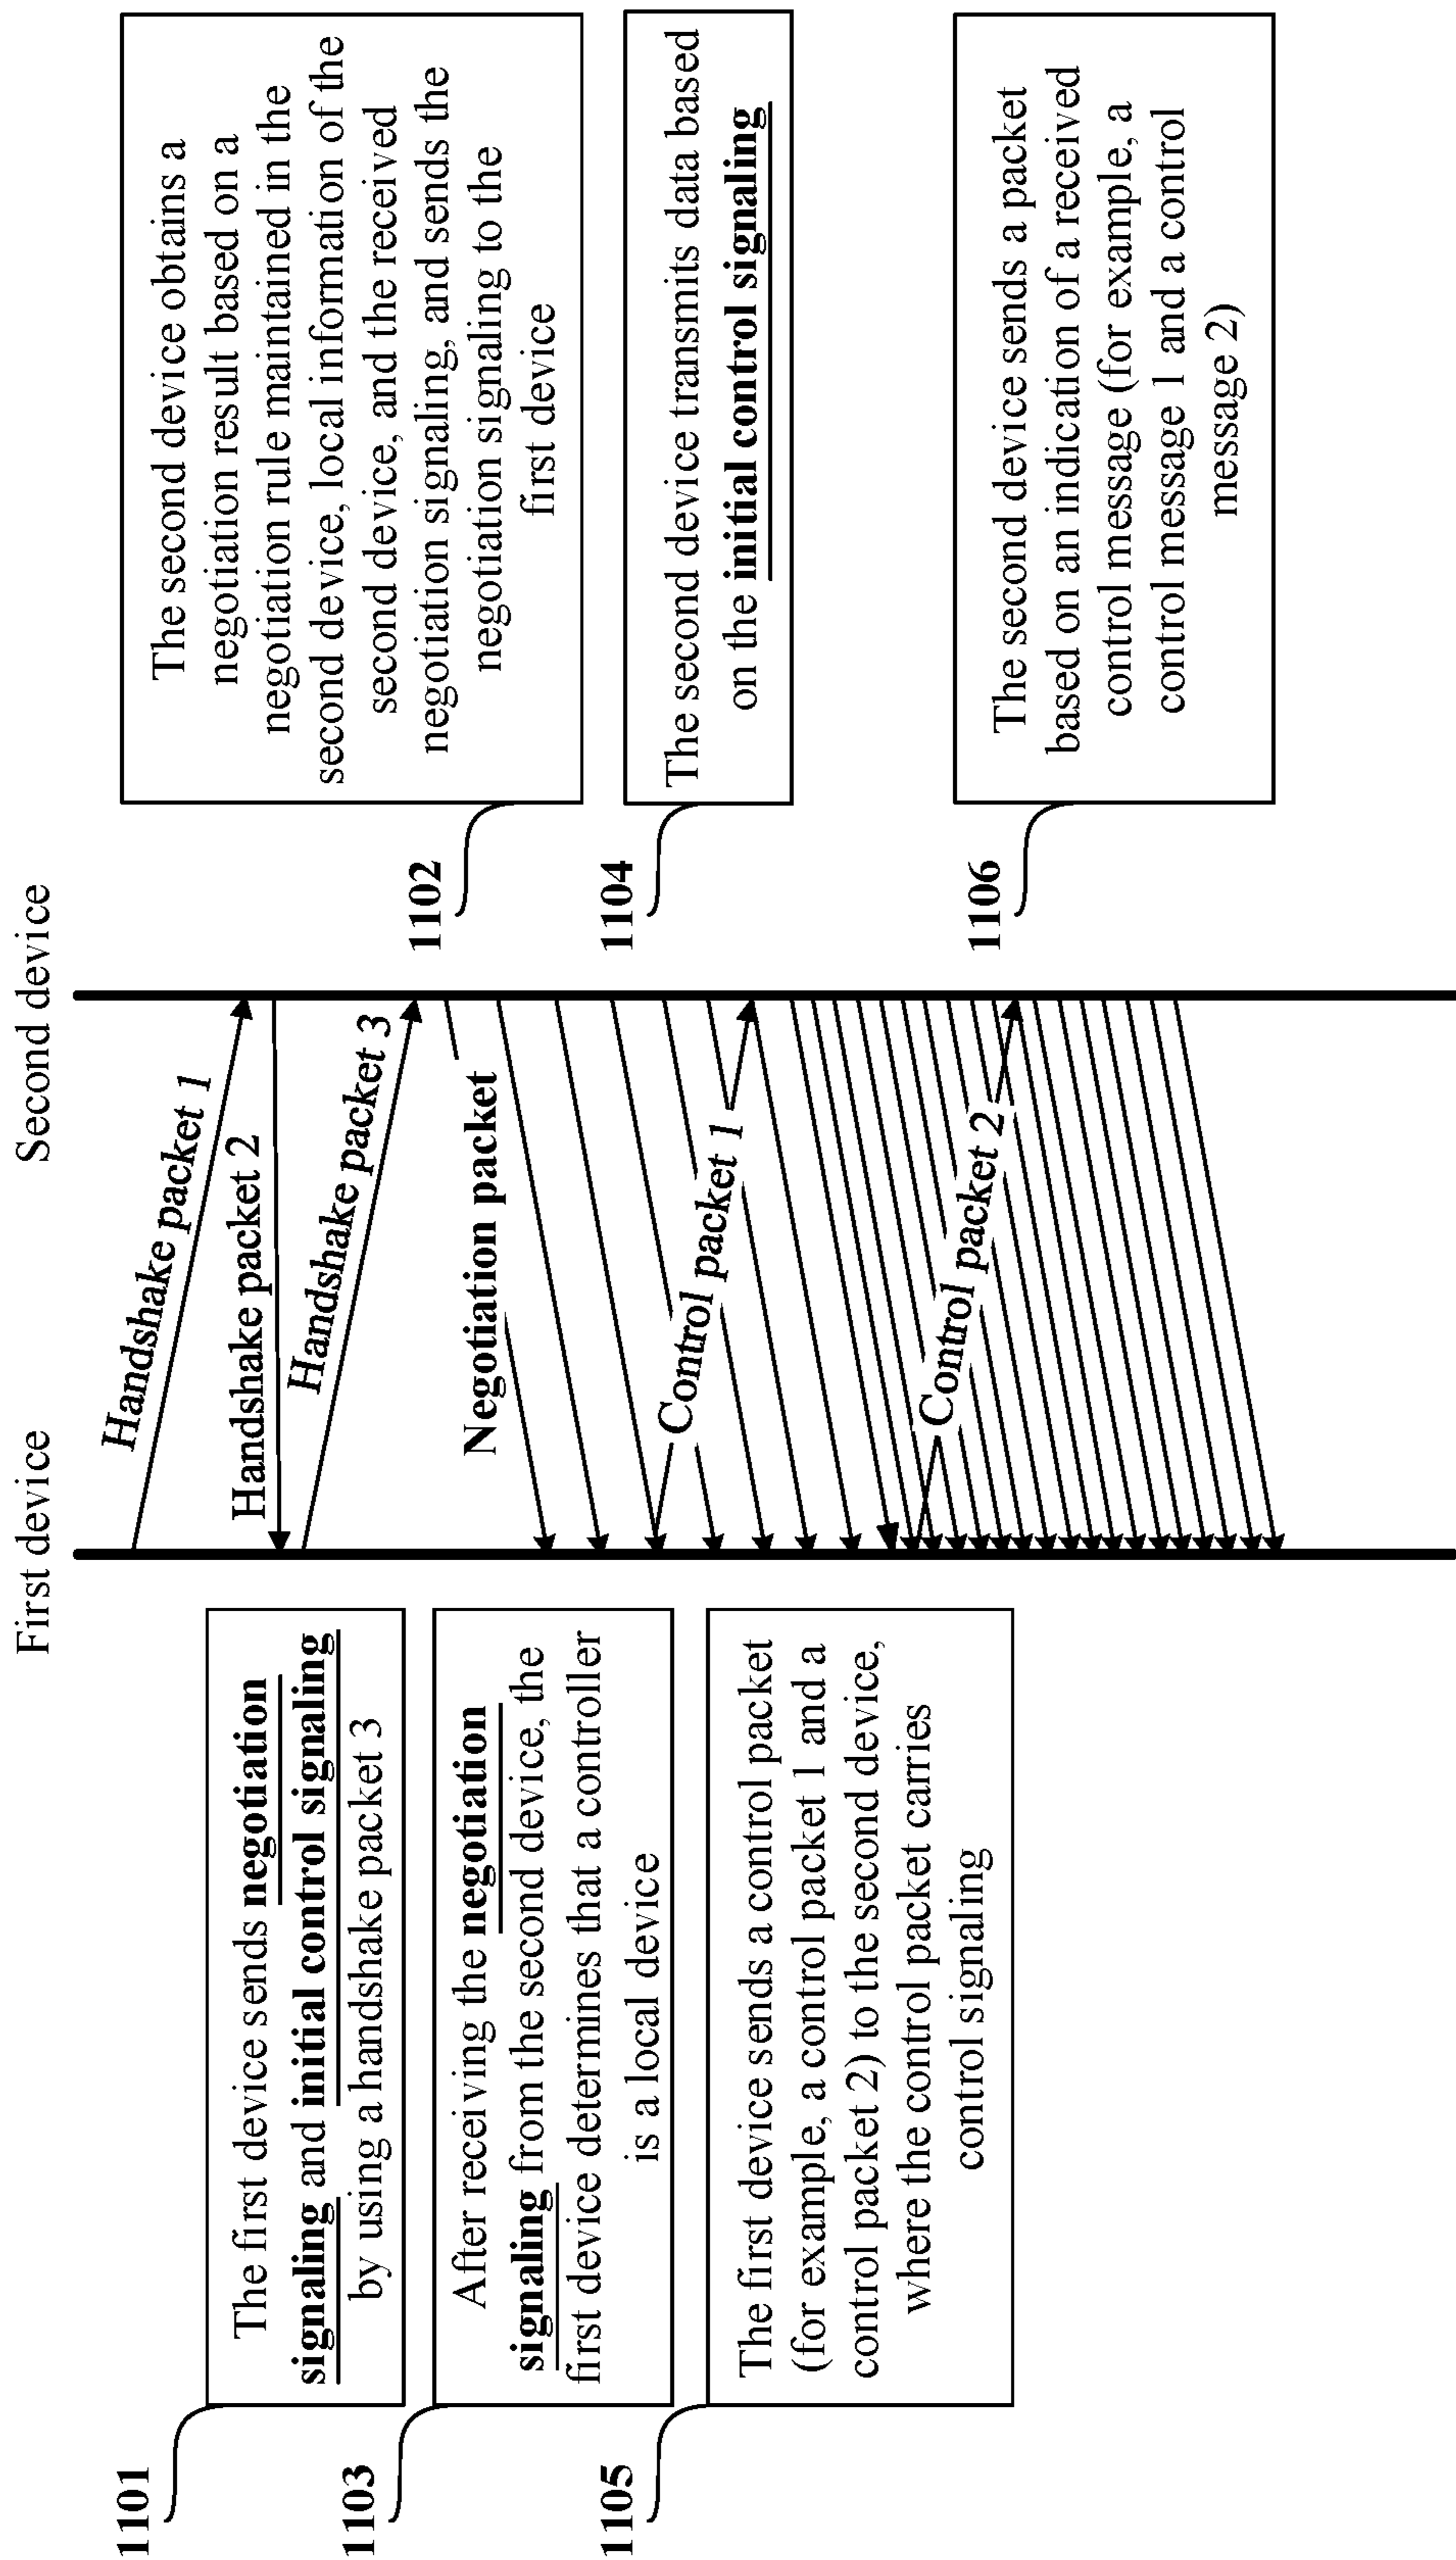 First device
Second device
1101
The first device sends negotiation
signaling and initial control signaling
by using a handshake packet 3
1103
After receiving the negotiation
signaling from the second device, the
first device determines that a controller
is a local device
1105
The first device sends a control packet
(for example, a control packet 1 and a
control packet 2) to the second device,
where the control packet carries
control signaling
Handshake packet 1
Handshake packet 2
Handshake packet 3
Negotiation packet
Control packet 1
Control packet 2
1102
The second device obtains a
negotiation result based on a
negotiation rule maintained in the
second device, local information of the
second device, and the received
negotiation signaling, and sends the
negotiation signaling to the
first device
1104
The second device transmits data based
on the initial control signaling
1106
The second device sends a packet
based on an indication of a received
control message (for example, a
control message 1 and a control
message 2)